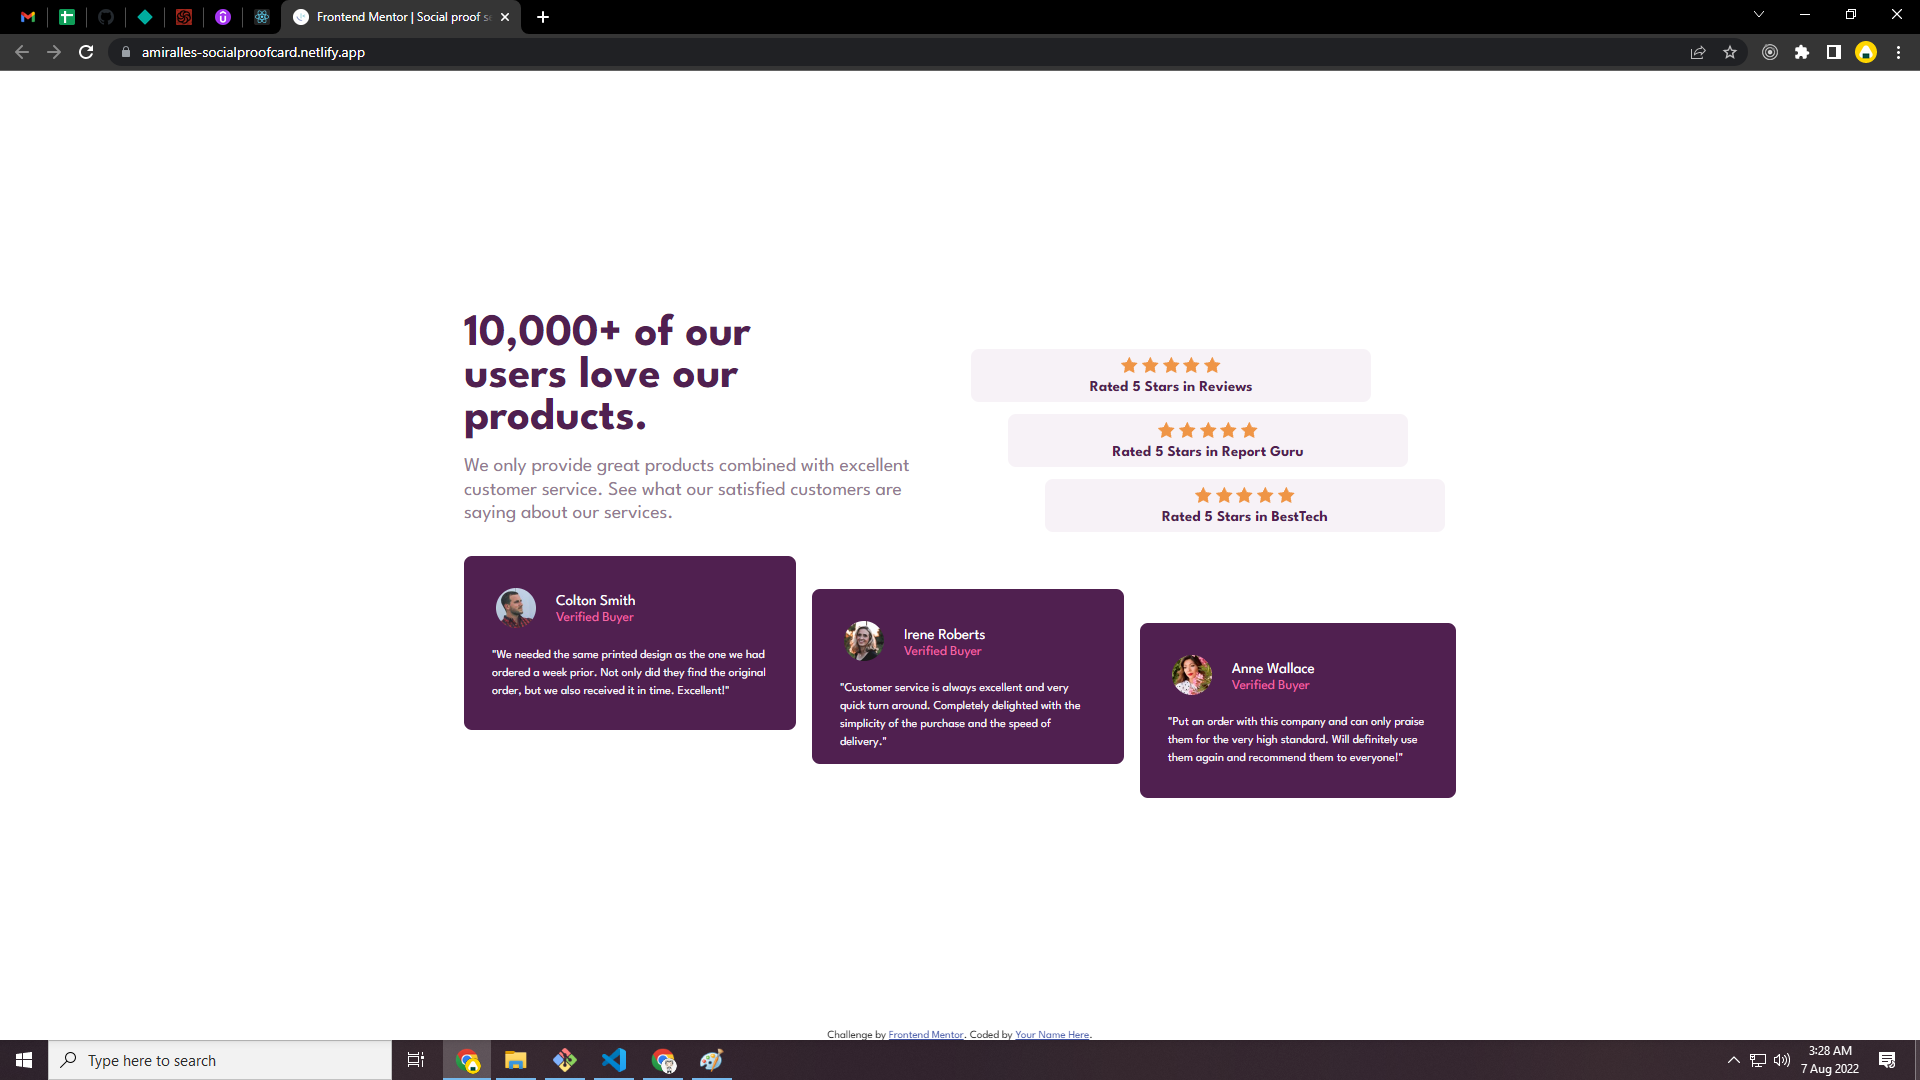 Frontend Mentor | Social proof se
amiralles-socialproofcard.netlify.app
10,000+ of our
users love our
products.
We only provide great products combined with excellent
customer service. See what our satisfied customers are
saying about our services.
Rated 5 Stars in Reviews
Rated 5 Stars in Report Guru
Rated 5 Stars in BestTech
Colton Smith
Verified Buyer
"We needed the same printed design as the one we had
ordered a week prior. Not only did they find the original
order, but we also received it in time. Excellent!"
Irene Roberts
Verified Buyer
"Customer service is always excellent and very
quick turn around. Completely delighted with the
simplicity of the purchase and the speed of
delivery."
Anne Wallace
Verified Buyer
"Put an order with this company and can only praise
them for the very high standard. Will definitely use
them again and recommend them to everyone!"
Challenge by Frontend Mentor. Coded by Your Name Here.
Type here to search
3:28 AM
7 Aug 2022